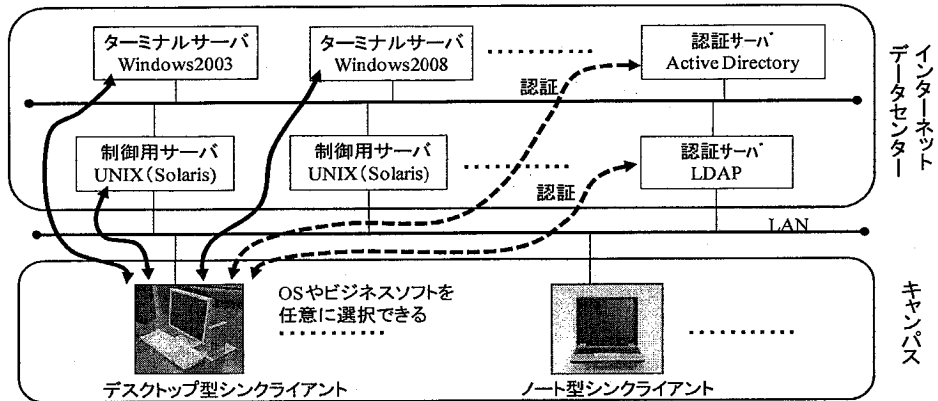 ターミナルサーバ
Windows2003
ターミナルサーバ
Windows2008
認証サーバ
Active Directory
認証
制御用サーバ
UNIX(Solaris)
制御用サーバ
UNIX(Solaris)
認証サーバ
LDAP
認証
インターネット
データセンター
LAN
OSやビジネスソフトを
任意に選択できる
デスクトップ型シンクライアント
ノート型シンクライアント
キャンパス